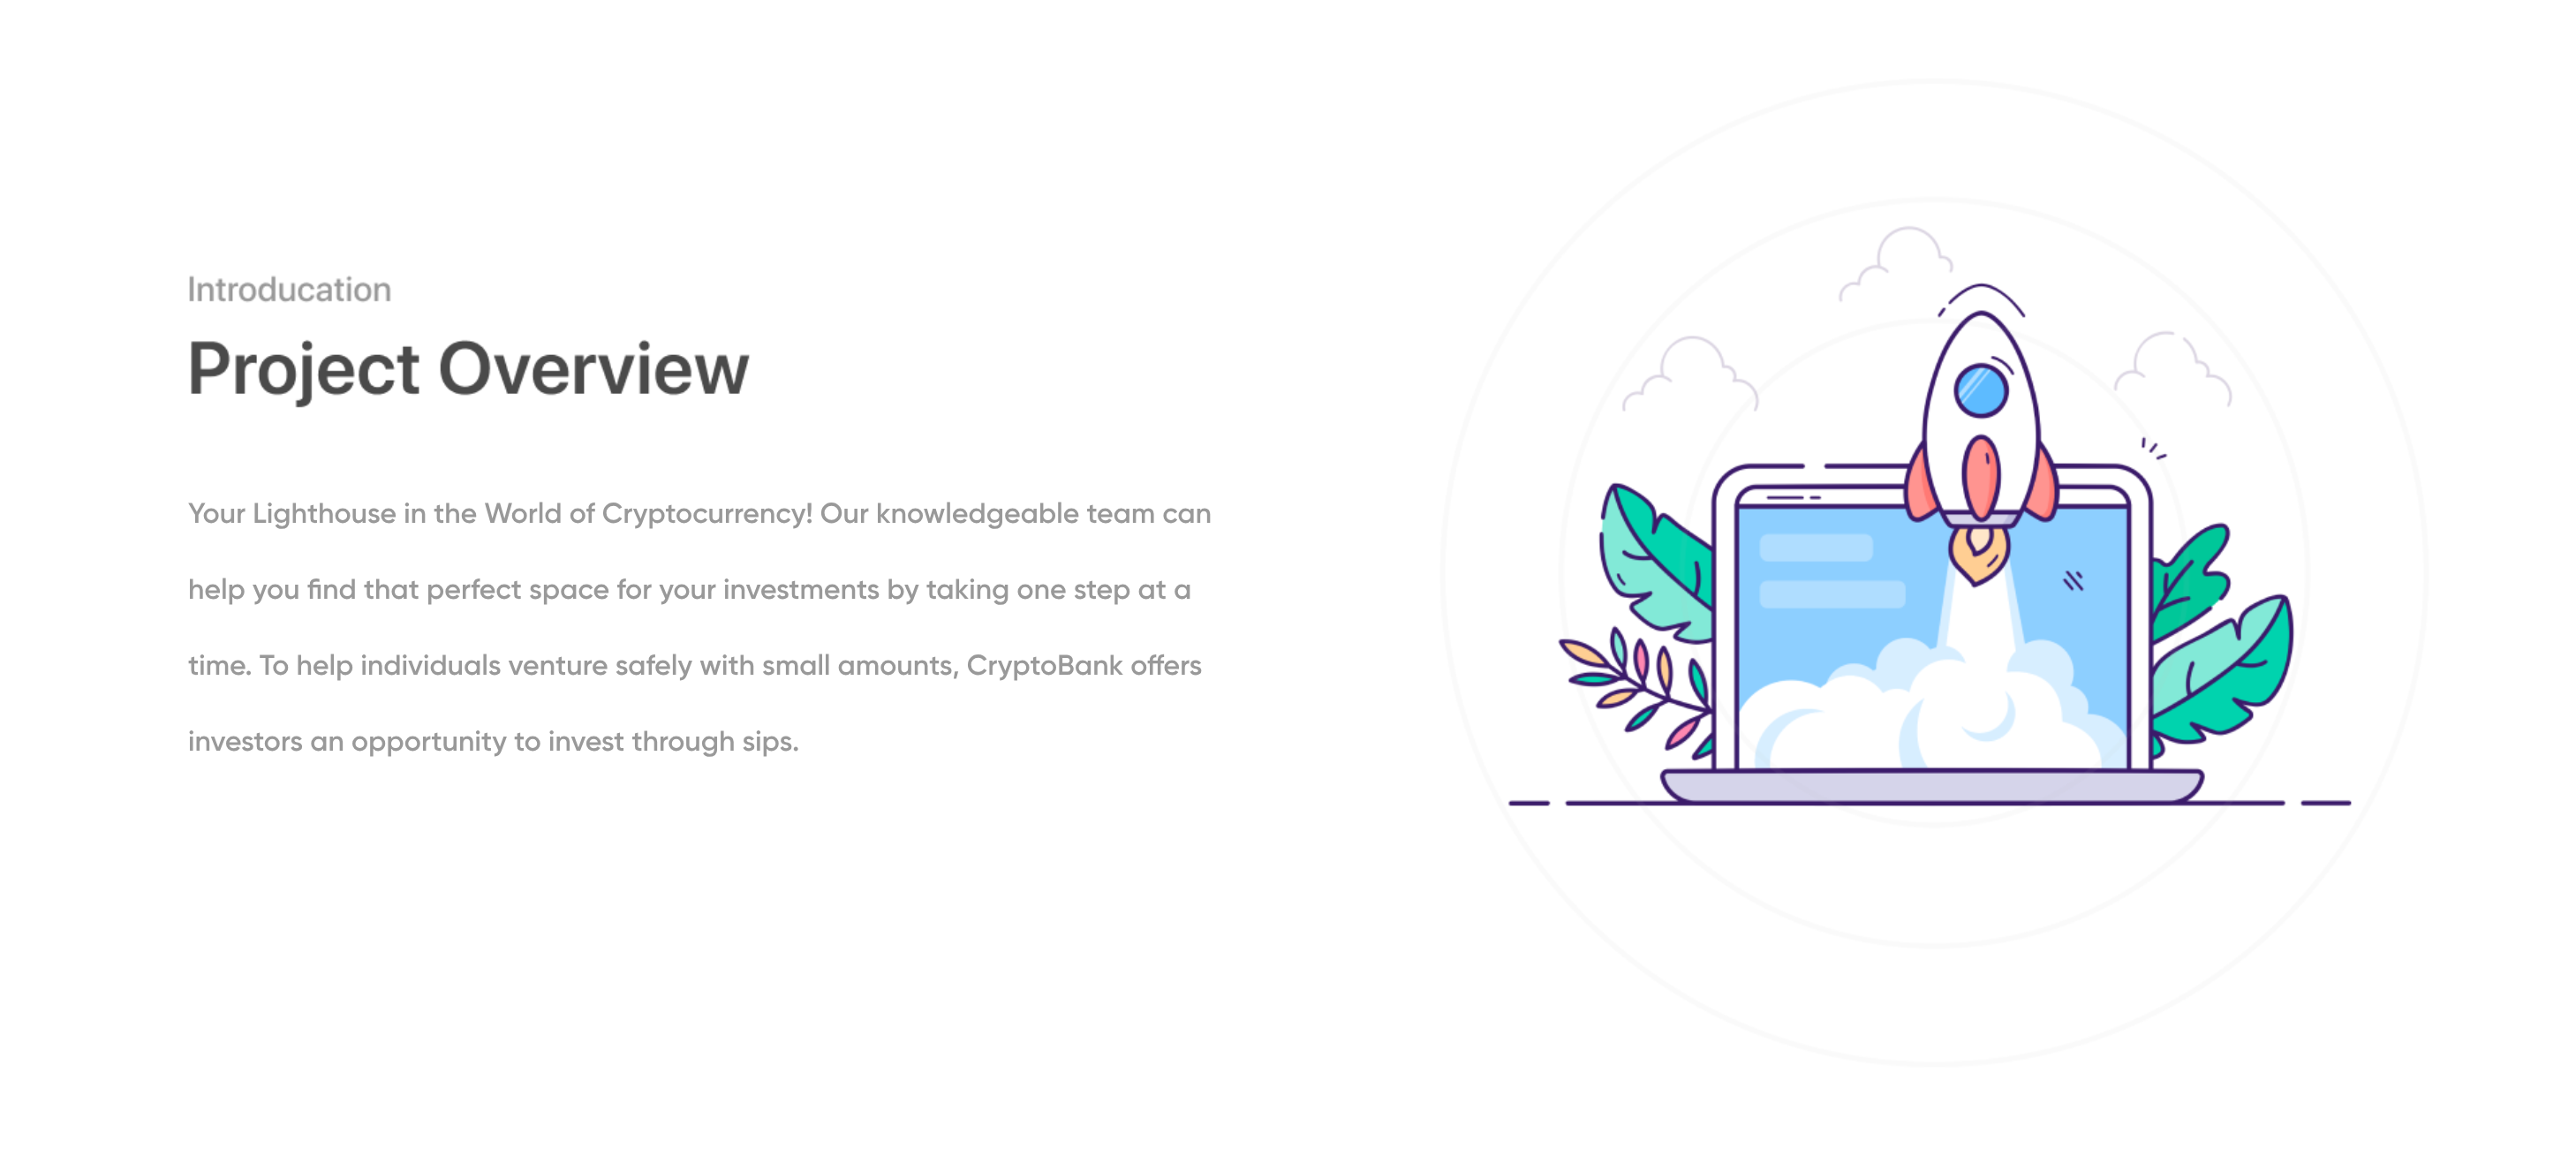 Introducation
Project Overview
Your Lighthouse in the World of Cryptocurrency! Our knowledgeable team can
help you find that perfect space for your investments by taking one step at a
time. To help individuals venture safely with small amounts, CryptoBank offers
investors an opportunity to invest through sips.